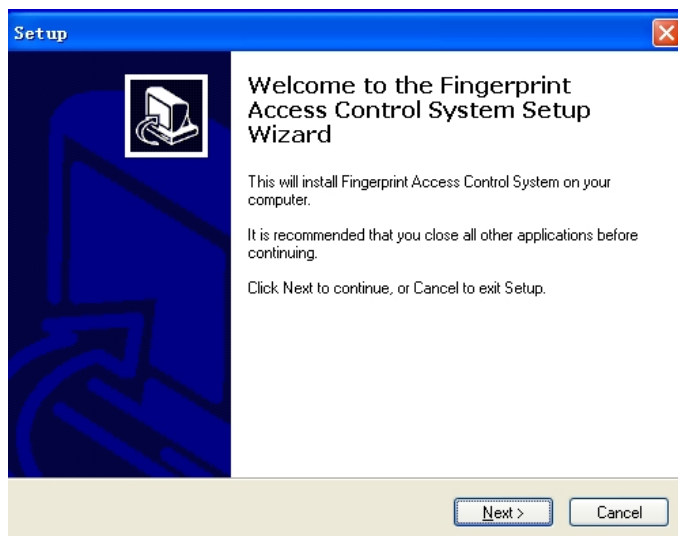 Setup
Welcome to the Fingerprint
Access Control System Setup
Wizard
This will install Fingerprint Access Control System on your
computer.
It is recommended that you close all other applications before
continuing.
Click Next to continue, or Cancel to exit Setup.
Next >
Cancel